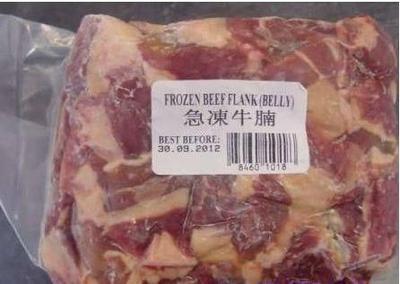 FROZEN BEEF FLANK (BELLY)
急凍牛腩
BEST BEFORE:
30.09.2012
8460 1018